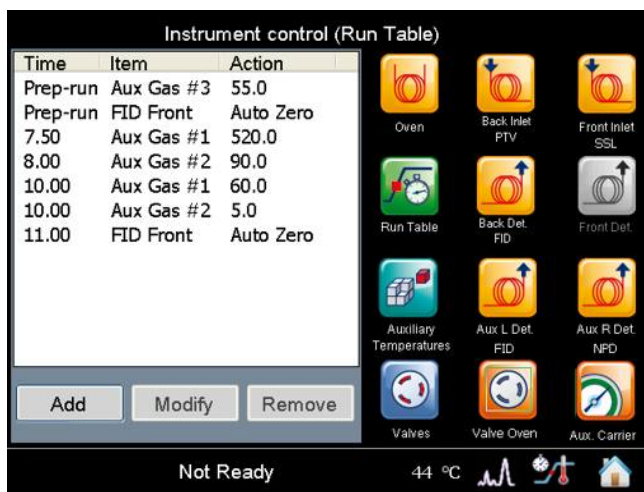 Instrument control (Run Table)
Time Item Action
Prep-run Aux Gas #3 55.0
Prep-run FID Front Auto Zero
7.50 Aux Gas #1 520.0
8.00 Aux Gas #2 90.0
10.00 Aux Gas #1 60.0
10.00 Aux Gas #2 5.0
11.00 FID Front Auto Zero
Add Modify Remove
Oven
Back Inlet
PTV
Front Inlet
SSL
Run Table
Back Det.
FID
Front Det.
Auxiliary
Temperatures
Aux L Det.
FID
Aux R Det.
NPD
Valves
Valve Oven
Aux. Carrier
Not Ready
44 °C